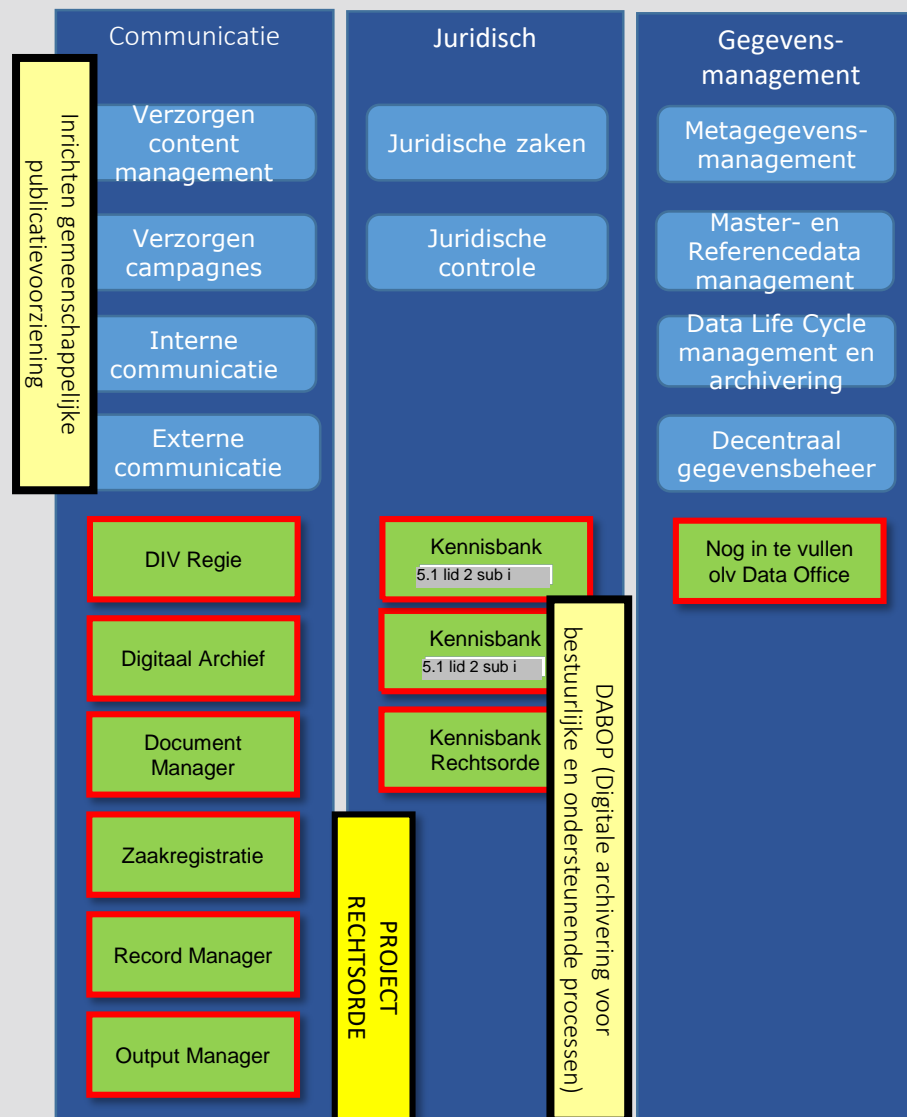 Communicatie
Verzorgen
content
management
Verzorgen
campagnes
Interne
communicatie
Externe
communicatie
DIV Regie
Digitaal Archief
Document
Manager
Zaakregistratie
Record Manager
Output Manager
Inrichten gemeenschappelijke
publicatievoorziening
Juridisch
Juridische zaken
Juridische
controle
Kennisbank
5.1 lid 2 sub i
Kennisbank
5.1 lid 2 sub i
Kennisbank
Rechtsorde
PROJECT
RECHTSORDE
DABOP (Digitale archivering voor
bestuurlijke en ondersteunende processen)
Gegevens-
management
Metagegevens-
management
Master- en
Referencedata
management
Data Life Cycle
management en
archivering
Decentraal
gegevensbeheer
Nog in te vullen
olv Data Office